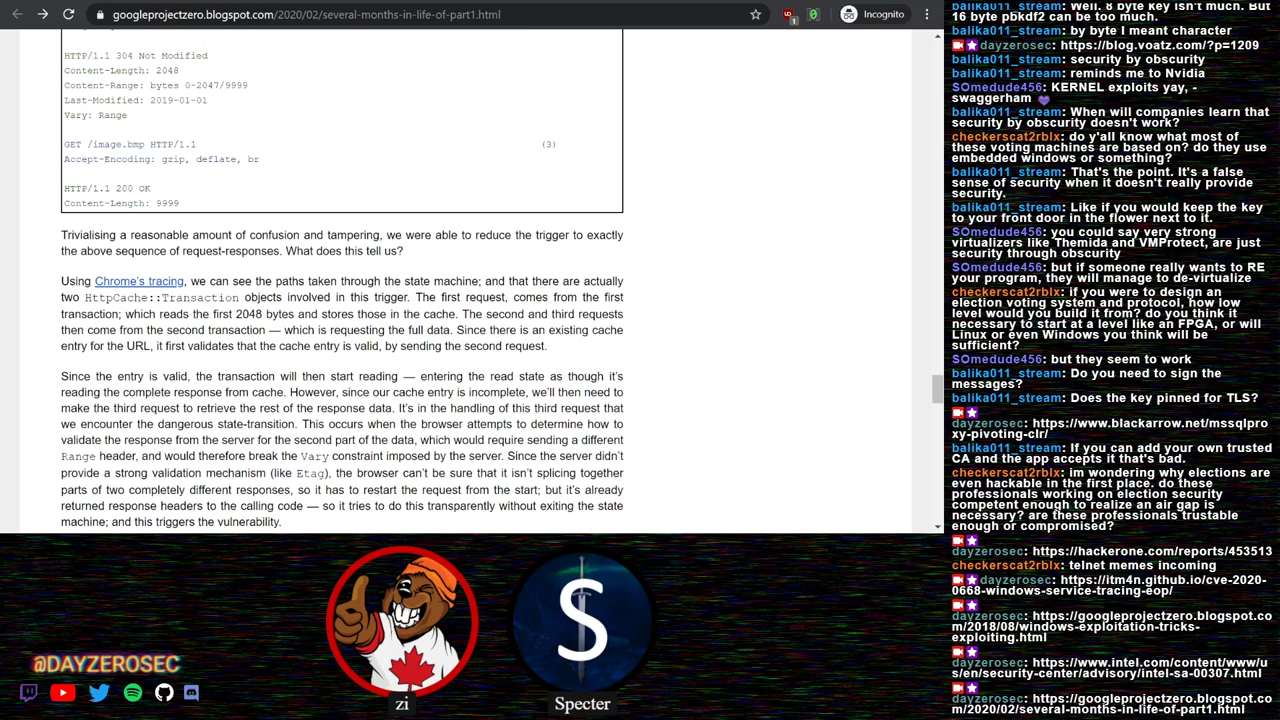 googleprojectzero.blogspot.com/2020/02/several-months-in-life-of-part1.html
Incognito
HTTP/1.1 304 Not Modified
Content-Length: 2048
Content-Range: bytes 0-2047/9999
Last-Modified: 2019-01-01
Vary: Range
GET /image.bmp HTTP/1.1 (3)
Accept-Encoding: gzip, deflate, br
HTTP/1.1 200 OK
Content-Length: 9999
Trivialising a reasonable amount of confusion and tampering, we were able to reduce the trigger to exactly
the above sequence of request-responses. What does this tell us?
Using Chrome's tracing, we can see the paths taken through the state machine; and that there are actually
two HttpCache::Transaction objects involved in this trigger. The first request, comes from the first
transaction; which reads the first 2048 bytes and stores those in the cache. The second and third requests
then come from the second transaction — which is requesting the full data. Since there is an existing cache
entry for the URL, it first validates that the cache entry is valid, by sending the second request.
Since the entry is valid, the transaction will then start reading — entering the read state as though it's
reading the complete response from cache. However, since our cache entry is incomplete, we'll then need to
make the third request to retrieve the rest of the response data. It's in the handling of this third request that
we encounter the dangerous state-transition. This occurs when the browser attempts to determine how to
validate the response from the server for the second part of the data, which would require sending a different
Range header, and would therefore break the Vary constraint imposed by the server. Since the server didn't
provide a strong validation mechanism (like Etag), the browser can't be sure that it isn't splicing together
parts of two completely different responses, so it has to restart the request from the start; but it's already
returned response headers to the calling code — so it tries to do this transparently without exiting the state
machine; and this triggers the vulnerability.
balika011_stream: Well. 8 byte key isn't much. But
16 byte pbkdf2 can be too much.
balika011_stream: by byte I meant character
dayzerosec: https://blog.voatz.com/?p=1209
balika011_stream: security by obscurity
balika011_stream: reminds me to Nvidia
SOmedude456: KERNEL exploits yay, -
swaggerham
balika011_stream: When will companies learn that
security by obscurity doesn't work?
checkerscat2rblx: do y'all know what most of
these voting machines are based on? do they use
embedded windows or something?
balika011_stream: That's the point. It's a false
sense of security when it doesn't really provide
security.
balika011_stream: Like if you would keep the key
to your front door in the flower next to it.
SOmedude456: you could say very strong
virtualizers like Themida and VMProtect, are just
security through obscurity
SOmedude456: but if someone really wants to RE
your program, they will manage to de-virtualize
checkerscat2rblx: if you were to design an
election voting system and protocol, how low
level would you build it from? do you think it
necessary to start at a level like an FPGA, or will
Linux or even Windows you think will be
sufficient?
SOmedude456: but they seem to work
balika011_stream: Do you need to sign the
messages?
balika011_stream: Does the key pinned for TLS?
dayzerosec: https://www.blackarrow.net/mssqlpro
xy-pivoting-clr/
balika011_stream: If you can add your own trusted
CA and the app accepts it that's bad.
checkerscat2rblx: im wondering why elections are
even hackable in the first place. do these
professionals working on election security
competent enough to realize an air gap is
necessary? are these professionals trustable
enough or compromised?
dayzerosec: https://hackerone.com/reports/453513
checkerscat2rblx: telnet memes incoming
dayzerosec: https://itm4n.github.io/cve-2020-
0668-windows-service-tracing-eop/
dayzerosec: https://googleprojectzero.blogspot.co
m/2018/08/windows-exploitation-tricks-
exploiting.html
dayzerosec: https://www.intel.com/content/www/u
s/en/security-center/advisory/intel-sa-00307.html
dayzerosec: https://googleprojectzero.blogspot.co
m/2020/02/several-months-in-life-of-part1.html
@DAYZEROSEC
S
zi
Specter